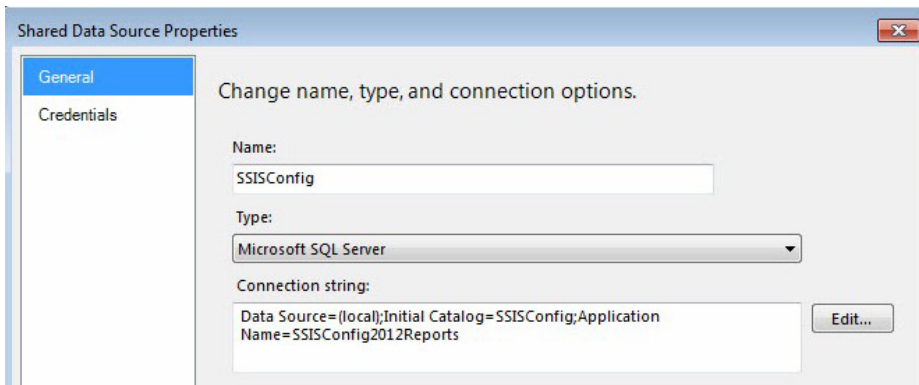 Shared Data Source Properties
General
Credentials
Change name, type, and connection options.
Name:
SSISConfig
Type:
Microsoft SQL Server
Connection string:
Data Source=(local);Initial Catalog=SSISConfig;Application
Name=SSISConfig2012Reports
Edit...